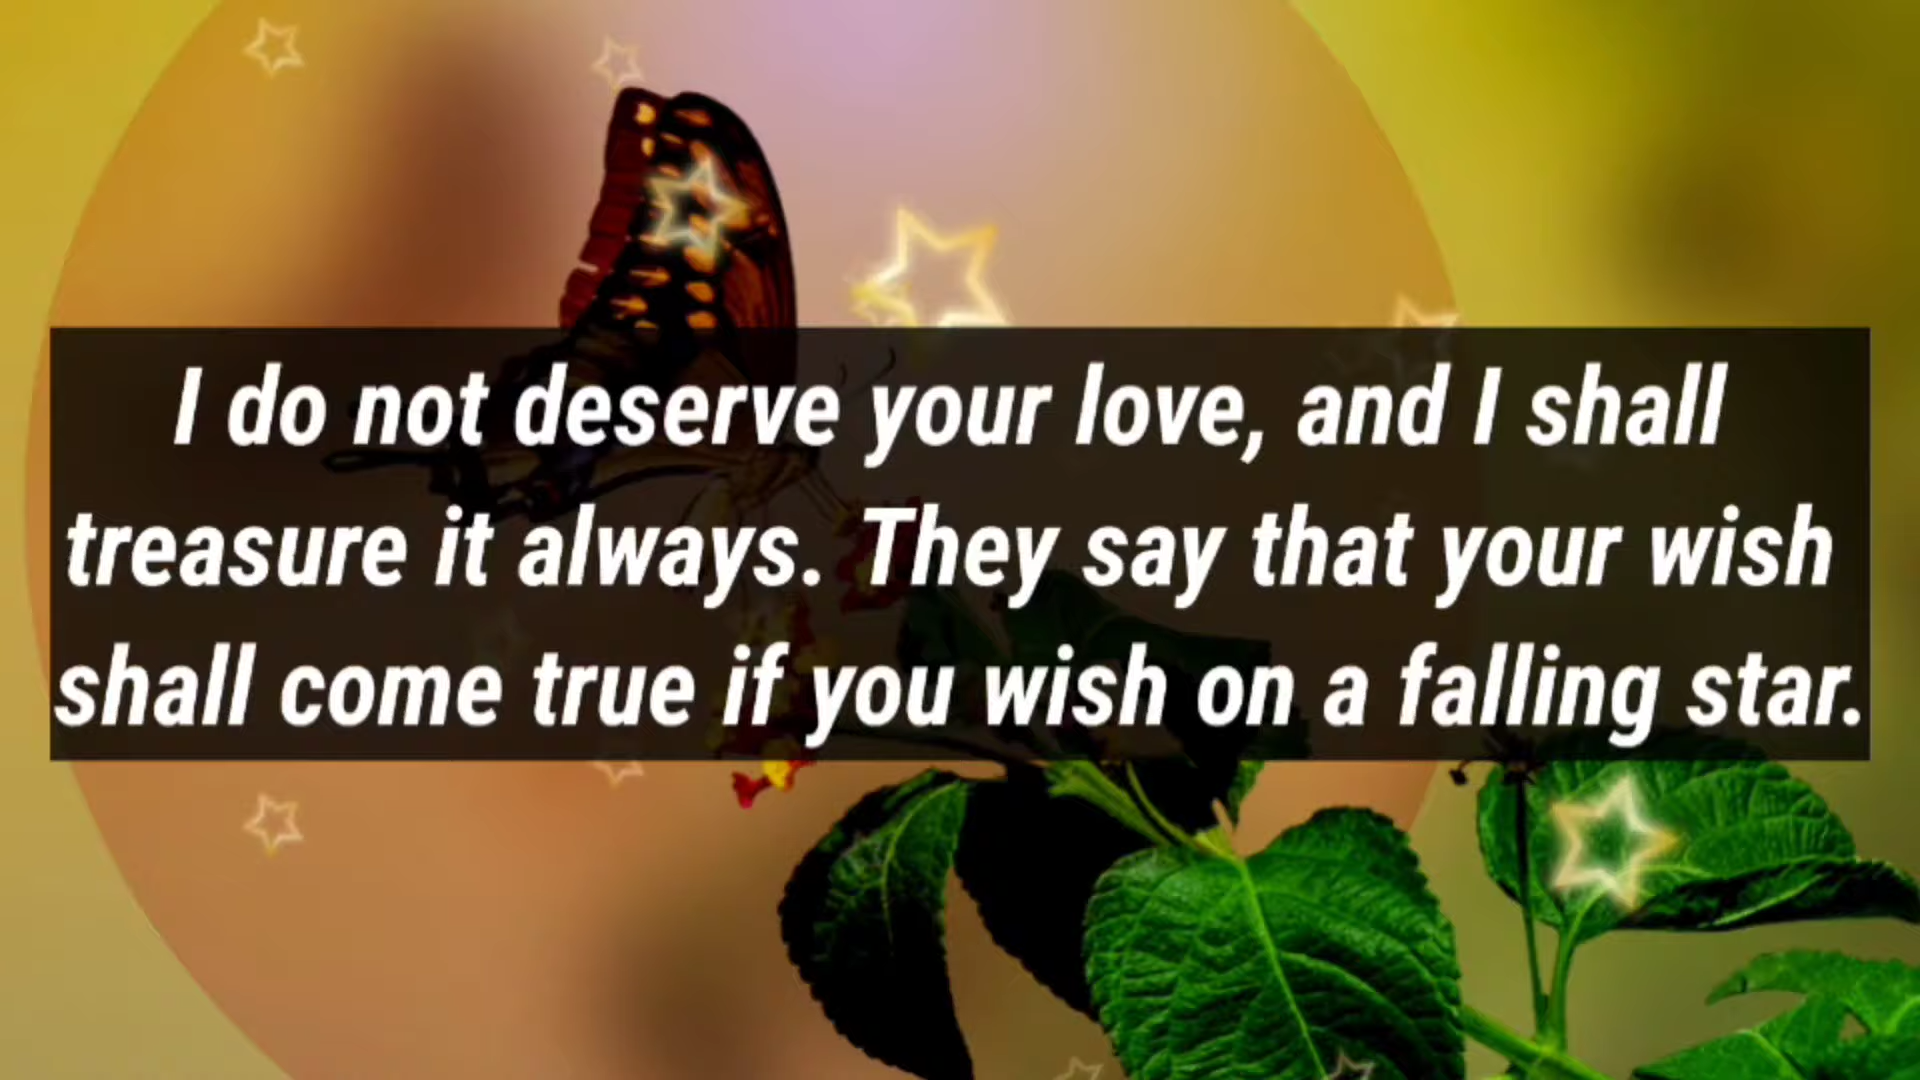 I do not deserve your love, and I shall
treasure it always. They say that your wish
shall come true if you wish on a falling star.